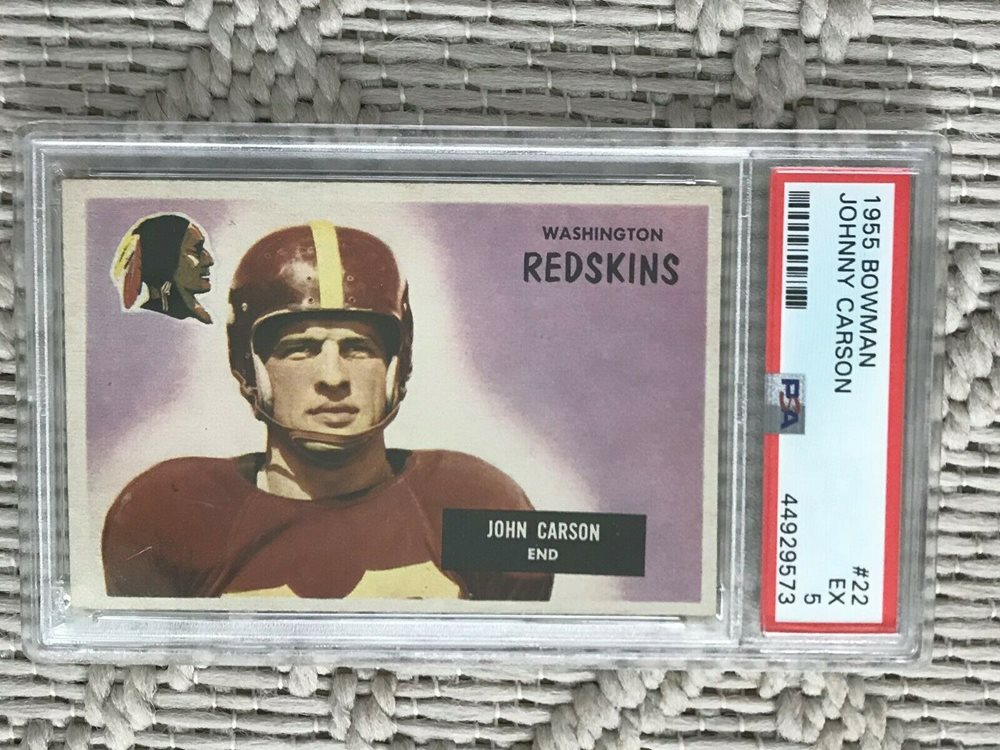 WASHINGTON
REDSKINS
JOHN CARSON
END
1955 BOWMAN
JOHNNY CARSON
#22
EX
5
PSA
44929573